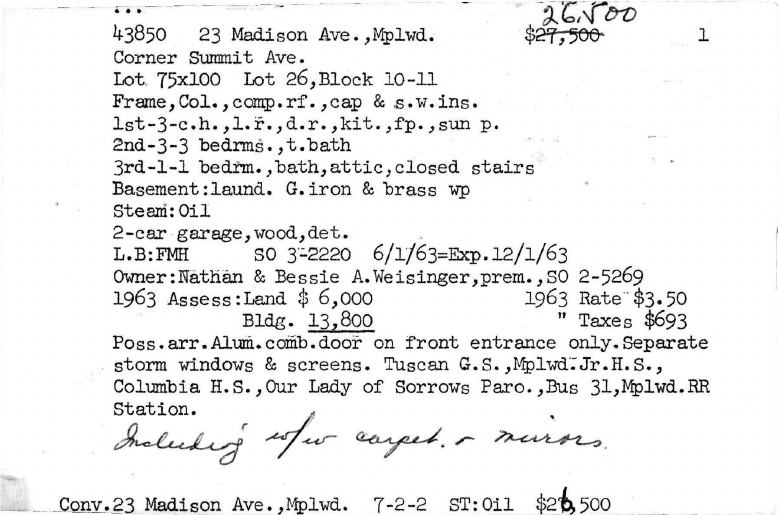 ...
26,500
43850 23 Madison Ave.,Mplwd. $27,500 1
Corner Summit Ave.
Lot 75x100 Lot 26,Block 10-11
Frame,Col.,comp.rf.,cap & s.w.ins.
1st-3-c.h.,l.r.,d.r.,kit.,fp.,sun p.
2nd-3-3 bedrms.,t.bath
3rd-1-1 bedrm.,bath,attic,closed stairs
Basement:laund. G.iron & brass wp
Steam:Oil
2-car garage,wood,det.
L.B:FMH SO 3-2220 6/1/63=Exp.12/1/63
Owner:Nathan & Bessie A.Weisinger,prem.,SO 2-5269
1963 Assess:Land $ 6,000 1963 Rate $3.50
Bldg. 13,800 " Taxes $693
Poss.arr.Alum.comb.door on front entrance only.Separate
storm windows & screens. Tuscan G.S.,Mplwd.Jr.H.S.,
Columbia H.S.,Our Lady of Sorrows Paro.,Bus 31,Mplwd.RR
Station.
Including w/w carpet. & mirrors.
Conv.23 Madison Ave.,Mplwd. 7-2-2 ST:Oil $26,500